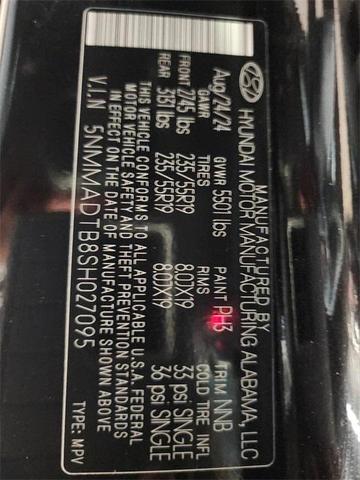 MANUFACTURED BY
HYUNDAI MOTOR MANUFACTURING ALABAMA, LLC
Aug/24/24 GVWR 5501 lbs PAINT PH3 TRIM NNB
GAWR TIRES RIMS COLD TIRE INFL
FRONT 2745 lbs 235/55R19 8.0JX19 33 psi SINGLE
REAR 3131 lbs 235/55R19 8.0JX19 36 psi SINGLE
THIS VEHICLE CONFORMS TO ALL APPLICABLE U.S.A. FEDERAL
MOTOR VEHICLE SAFETY AND THEFT PREVENTION STANDARDS
IN EFFECT ON THE DATE OF MANUFACTURE SHOWN ABOVE
V.I.N 5NMMADTB8SH027095 TYPE: MPV